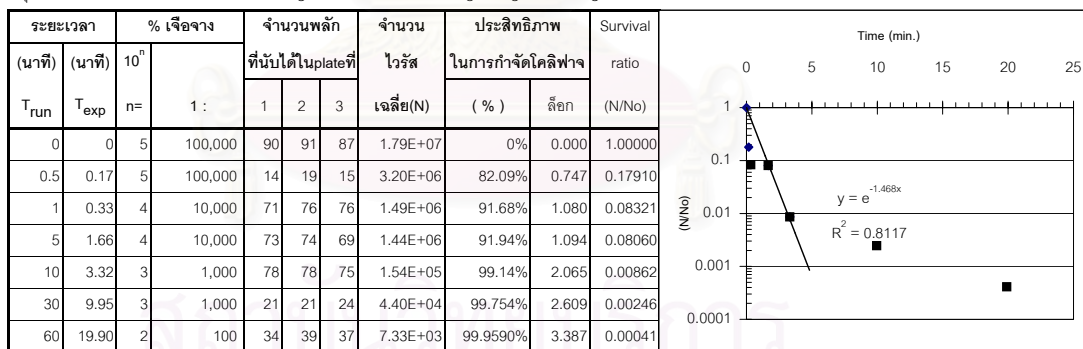 ระยะเวลา % เจือจาง จำนวนพลัก จำนวน ประสิทธิภาพ Survival
(นาที) (นาที) 10^n ที่นับได้ในplateที่ ไวรัส ในการกำจัดโคลิฟาจ ratio
T_run T_exp n= 1 : 1 2 3 เฉลี่ย(N) ( % ) ล็อก (N/No)
0 0 5 100,000 90 91 87 1.79E+07 0% 0.000 1.00000
0.5 0.17 5 100,000 14 19 15 3.20E+06 82.09% 0.747 0.17910
1 0.33 4 10,000 71 76 76 1.49E+06 91.68% 1.080 0.08321
5 1.66 4 10,000 73 74 69 1.44E+06 91.94% 1.094 0.08060
10 3.32 3 1,000 78 78 75 1.54E+05 99.14% 2.065 0.00862
30 9.95 3 1,000 21 21 24 4.40E+04 99.754% 2.609 0.00246
60 19.90 2 100 34 39 37 7.33E+03 99.9590% 3.387 0.00041
Time (min.)
0 5 10 15 20 25
1
0.1
0.01
0.001
0.0001
(N/No)
y = e^-1.468x
R^2 = 0.8117